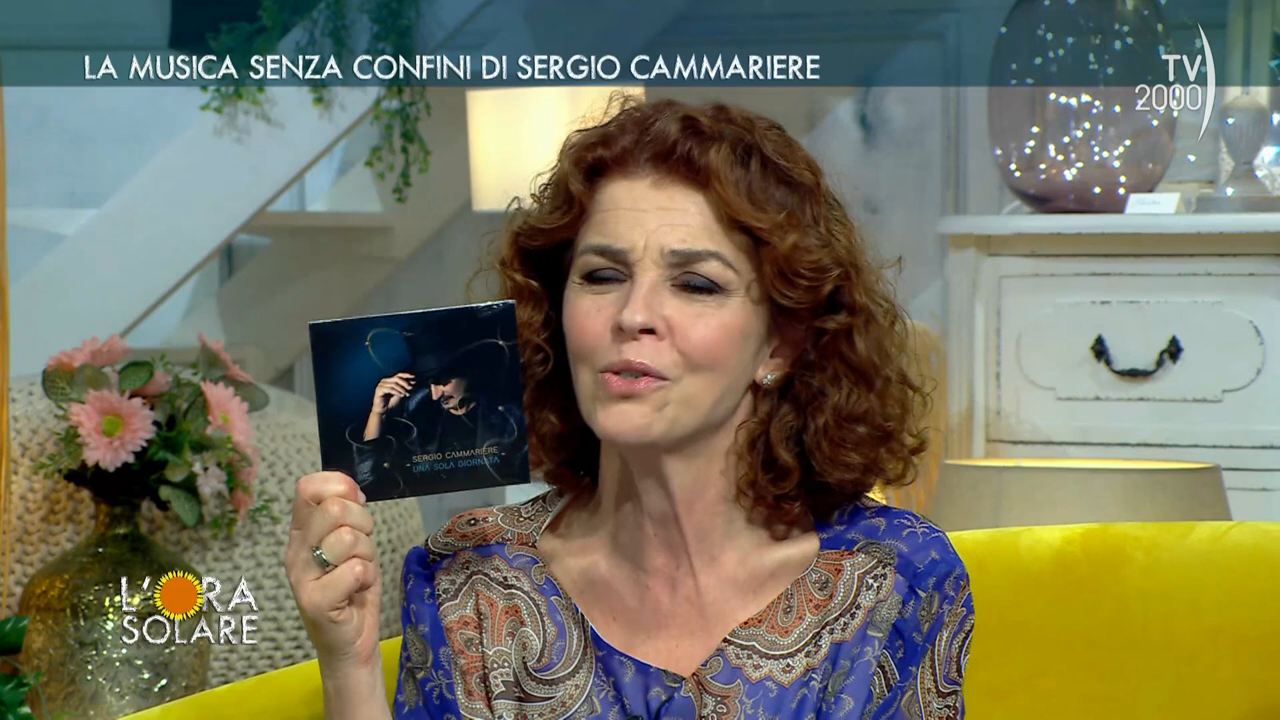 LA MUSICA SENZA CONFINI DI SERGIO CAMMARIERE
TV
2000
SERGIO CAMMARIERE
UNA SOLA GIORNATA
L'ORA
SOLARE